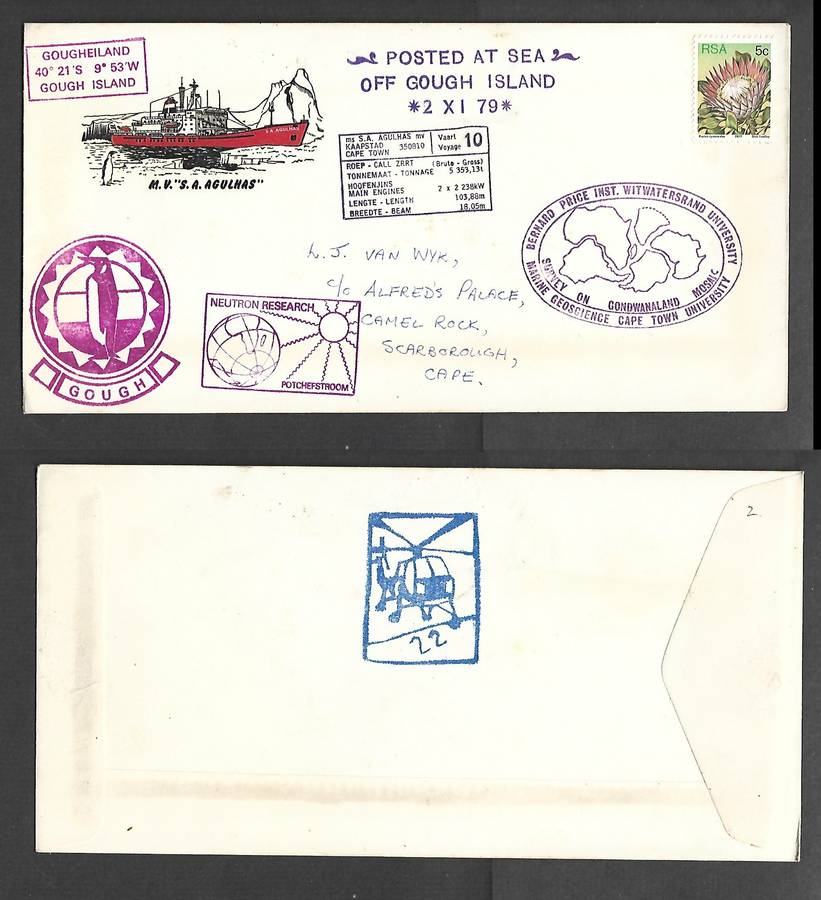 GOUGHEILAND
40° 21'S 9° 53'W
GOUGH ISLAND
POSTED AT SEA
OFF GOUGH ISLAND
*2 XI 79*
RSA 5c
S.A. AGULHAS
M.V. "S.A. AGULHAS"
ms S.A. AGULHAS mv
KAAPSTAD 350810
CAPE TOWN
Vaart
Voyage 10
ROEP - CALL ZRRT (Bruto - Gross)
TONNEMAAT - TONNAGE 5 353,13t
HOOFENJINS
MAIN ENGINES 2 x 2 238kW
LENGTE - LENGTH 103,88m
BREEDTE - BEAM 18.05m
BERNARD PRICE INST. WITWATERSRAND UNIVERSITY
SURVEY ON GONDWANALAND MOSAIC
MARINE GEOSCIENCE CAPE TOWN UNIVERSITY
L. J. VAN WYK,
c/o ALFRED'S PALACE,
CAMEL ROCK,
SCARBOROUGH,
CAPE.
NEUTRON RESEARCH
POTCHEFSTROOM
GOUGH
2
22